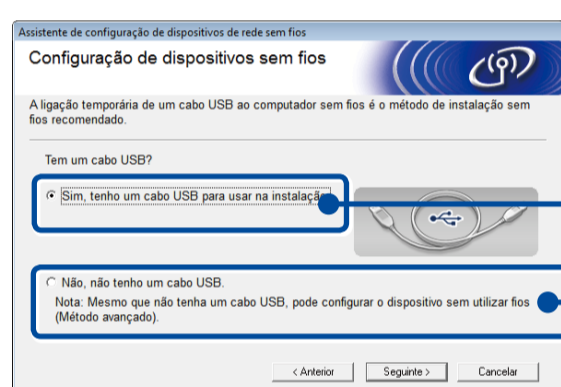 Assistente de configuração de dispositivos de rede sem fios
Configuração de dispositivos sem fios
A ligação temporária de um cabo USB ao computador sem fios é o método de instalação sem
fios recomendado.
Tem um cabo USB?
Sim, tenho um cabo USB para usar na instalação
Não, não tenho um cabo USB.
Nota: Mesmo que não tenha um cabo USB, pode configurar o dispositivo sem utilizar fios
(Método avançado).
< Anterior
Seguinte >
Cancelar